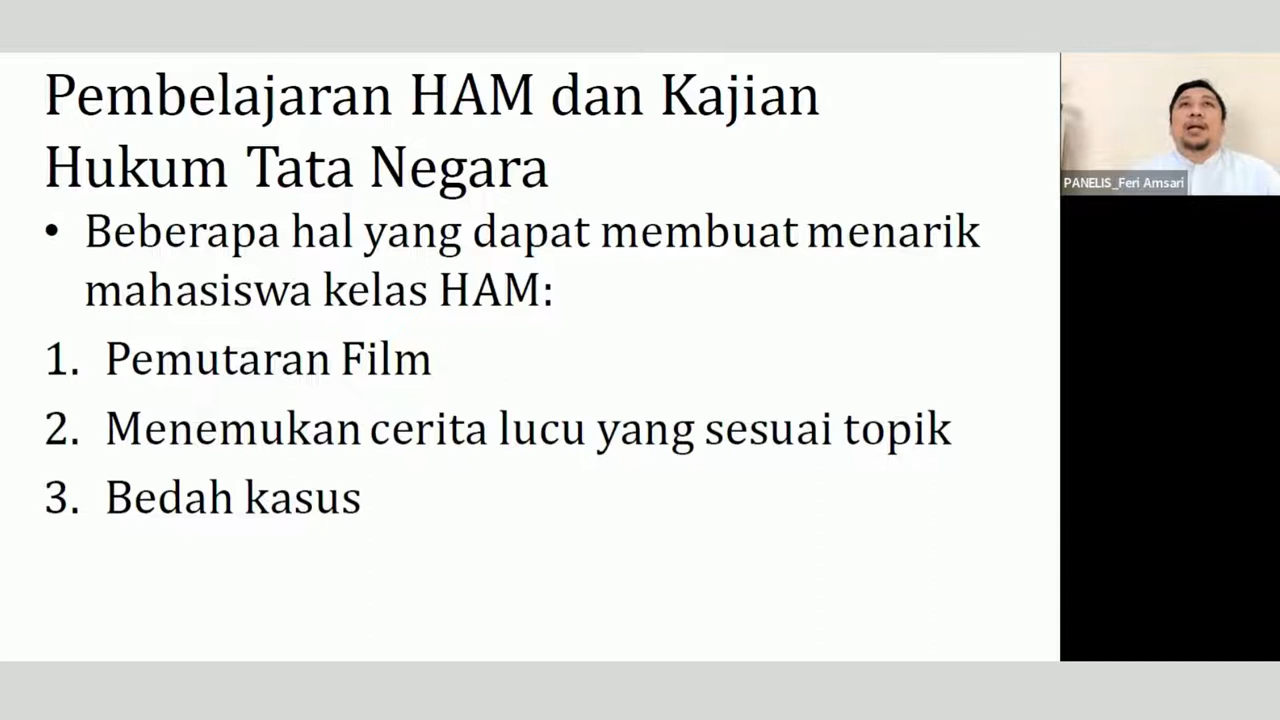 Pembelajaran HAM dan Kajian
Hukum Tata Negara
• Beberapa hal yang dapat membuat menarik
mahasiswa kelas HAM:
1. Pemutaran Film
2. Menemukan cerita lucu yang sesuai topik
3. Bedah kasus
PANELIS_Feri Amsari